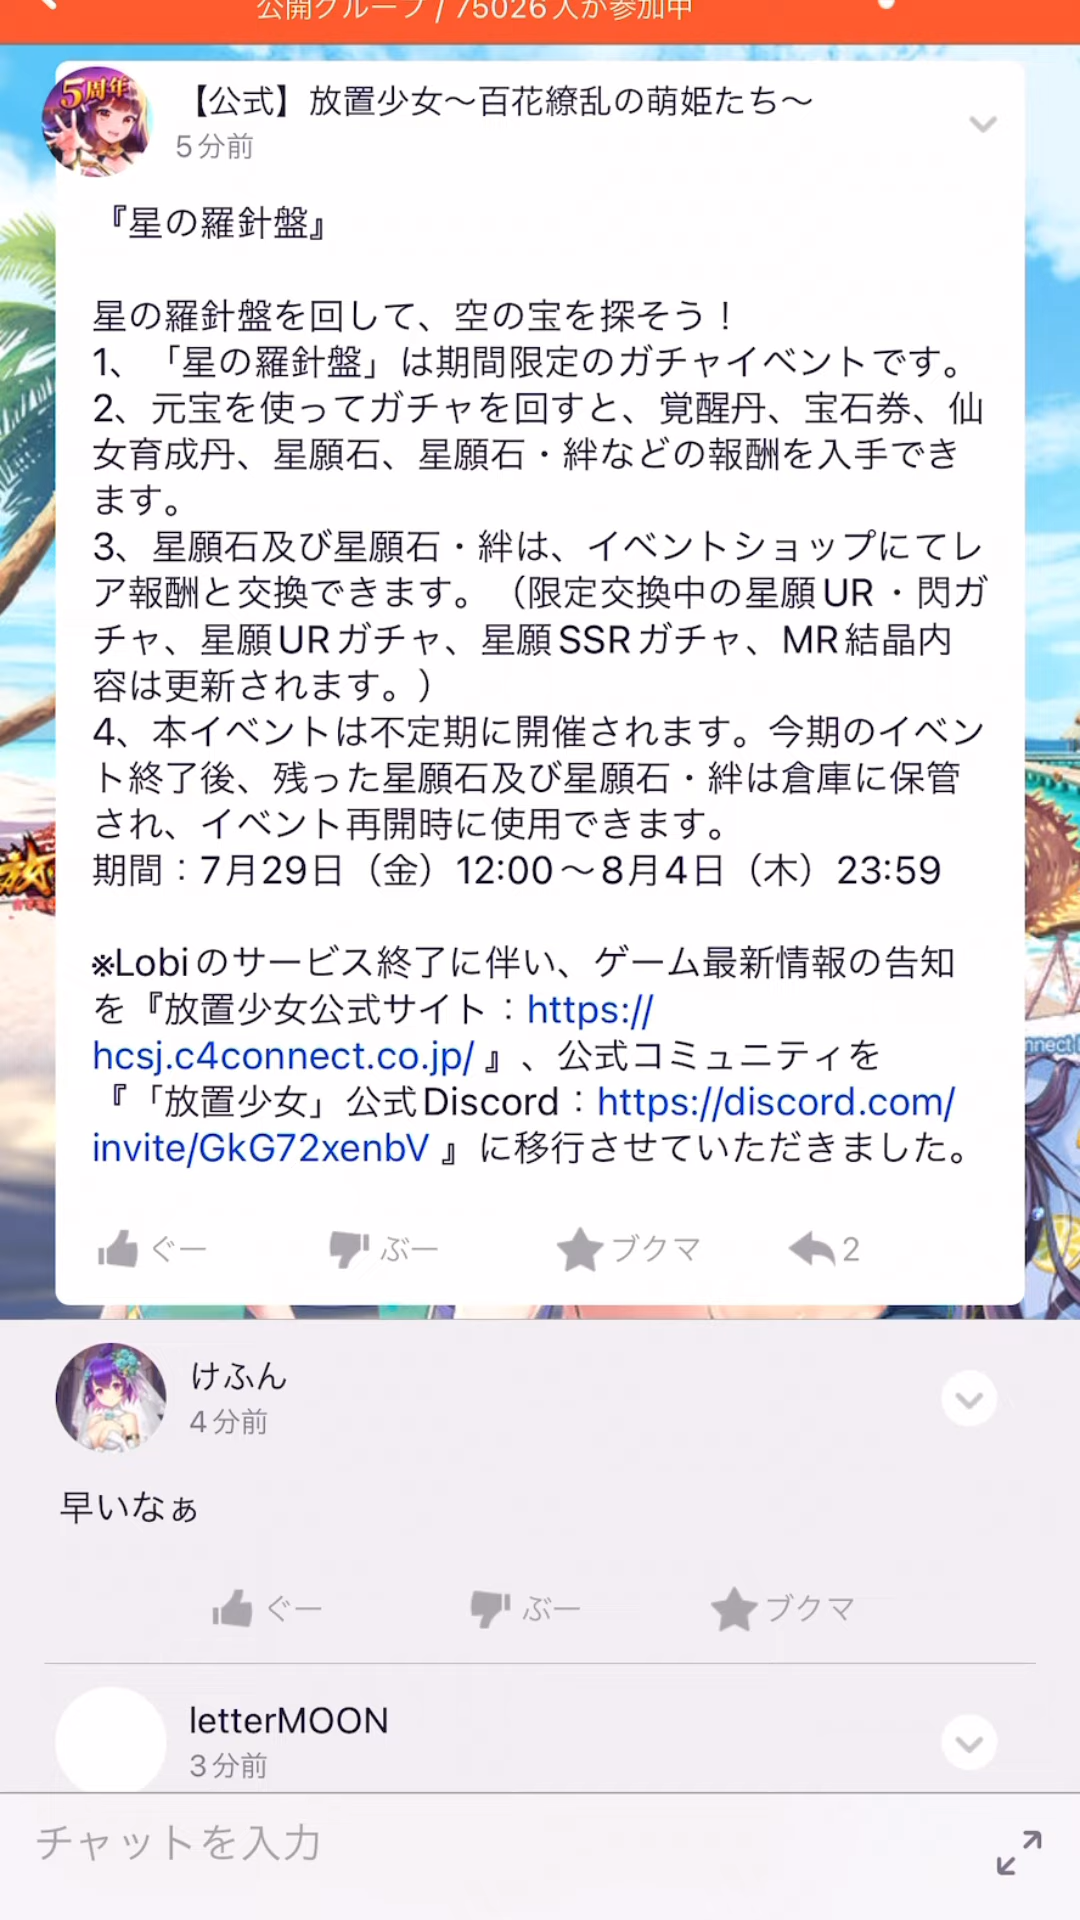 公開グループ / 75026人が参加中
5周年
【公式】放置少女〜百花繚乱の萌姫たち〜
5分前
『星の羅針盤』
星の羅針盤を回して、空の宝を探そう！
1、「星の羅針盤」は期間限定のガチャイベントです。
2、元宝を使ってガチャを回すと、覚醒丹、宝石券、仙
女育成丹、星願石、星願石・絆などの報酬を入手でき
ます。
3、星願石及び星願石・絆は、イベントショップにてレ
ア報酬と交換できます。（限定交換中の星願UR・閃ガ
チャ、星願URガチャ、星願SSRガチャ、MR結晶内
容は更新されます。）
4、本イベントは不定期に開催されます。今期のイベン
ト終了後、残った星願石及び星願石・絆は倉庫に保管
され、イベント再開時に使用できます。
期間：7月29日（金）12:00〜8月4日（木）23:59
※Lobiのサービス終了に伴い、ゲーム最新情報の告知
を『放置少女公式サイト：https://
hcsj.c4connect.co.jp/ 』、公式コミュニティを
『「放置少女」公式Discord：https://discord.com/
invite/GkG72xenbV 』に移行させていただきました。
ぐー ぶー ブクマ 2
けふん
4分前
早いなぁ
ぐー ぶー ブクマ
letterMOON
3分前
チャットを入力